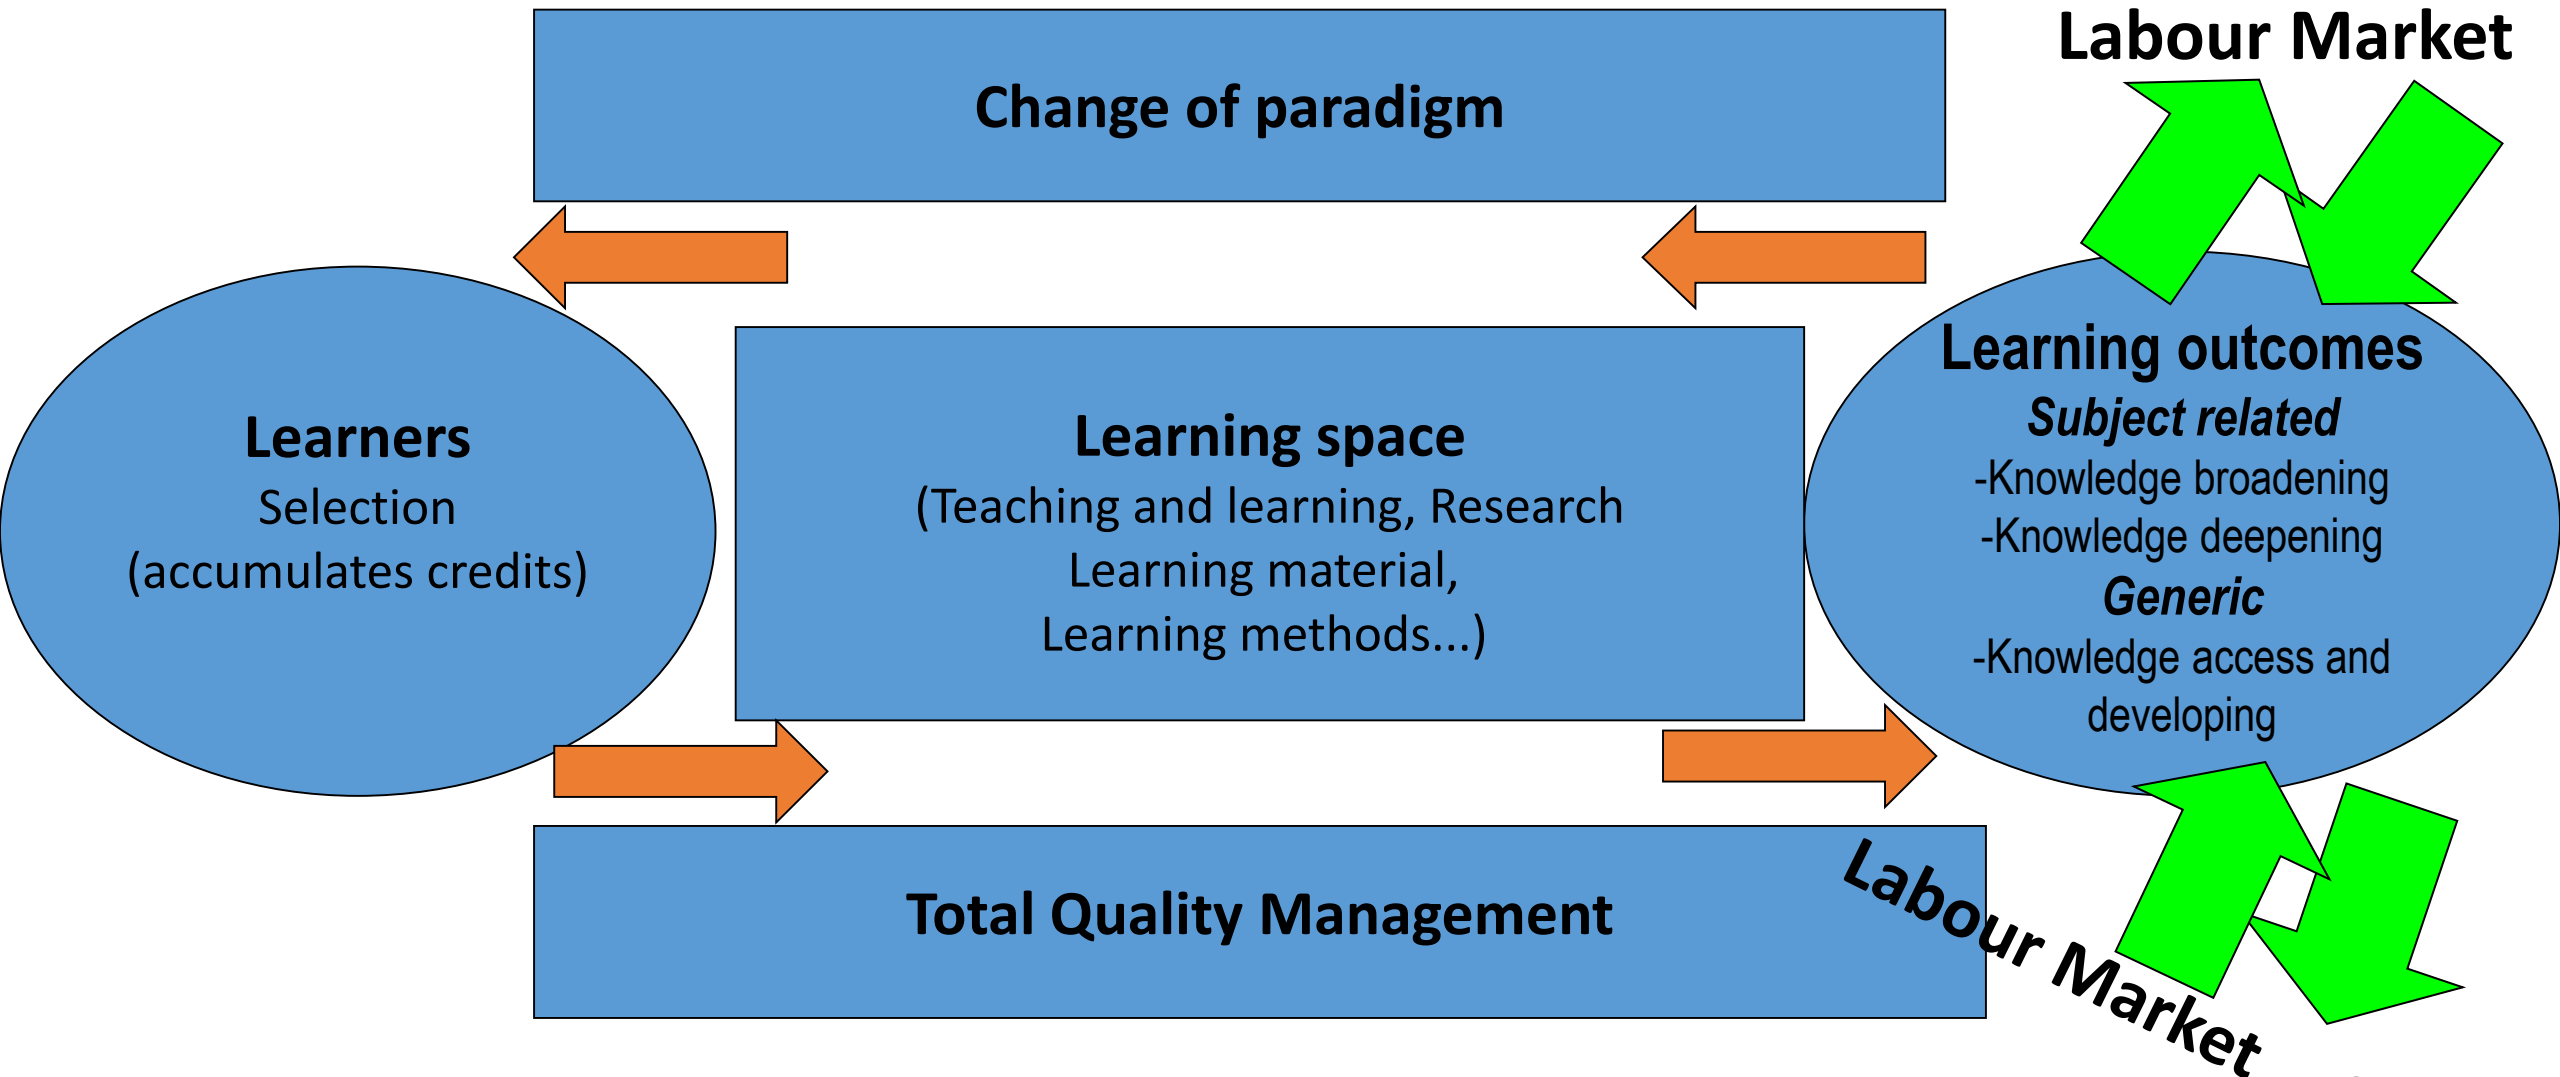 Change of paradigm
Labour Market
Learners
Selection
(accumulates credits)
Learning space
(Teaching and learning, Research
Learning material,
Learning methods...)
Learning outcomes
Subject related
-Knowledge broadening
-Knowledge deepening
Generic
-Knowledge access and
developing
Total Quality Management
Labour Market